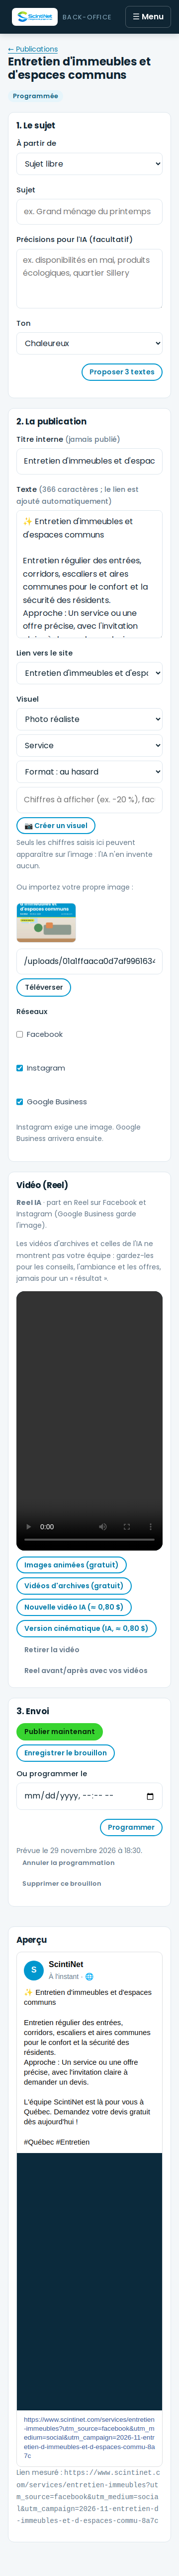 ScintiNet
BACK-OFFICE
☰ Menu
← Publications
Entretien d'immeubles et
d'espaces communs
Programmée
1. Le sujet
À partir de
Sujet libre
Sujet
ex. Grand ménage du printemps
Précisions pour l'IA (facultatif)
ex. disponibilités en mai, produits
écologiques, quartier Sillery
Ton
Chaleureux
Proposer 3 textes
2. La publication
Titre interne (jamais publié)
Entretien d'immeubles et d'espac
Texte (366 caractères ; le lien est
ajouté automatiquement)
✨ Entretien d'immeubles et
d'espaces communs
Entretien régulier des entrées,
corridors, escaliers et aires
communes pour le confort et la
sécurité des résidents.
Approche : Un service ou une
offre précise, avec l'invitation
Lien vers le site
Entretien d'immeubles et d'espa
Visuel
Photo réaliste
Service
Format : au hasard
Chiffres à afficher (ex. -20 %), fac
📷 Créer un visuel
Seuls les chiffres saisis ici peuvent
apparaître sur l'image : l'IA n'en invente
aucun.
Ou importez votre propre image :
d'espaces communs
/uploads/01a1ffaaca0d7af9961634
Téléverser
Réseaux
Facebook
Instagram
Google Business
Instagram exige une image. Google
Business arrivera ensuite.
Vidéo (Reel)
Reel IA · part en Reel sur Facebook et
Instagram (Google Business garde
l'image).
Les vidéos d'archives et celles de l'IA ne
montrent pas votre équipe : gardez-les
pour les conseils, l'ambiance et les offres,
jamais pour un « résultat ».
0:00
Images animées (gratuit)
Vidéos d'archives (gratuit)
Nouvelle vidéo IA (≈ 0,80 $)
Version cinématique (IA, ≈ 0,80 $)
Retirer la vidéo
Reel avant/après avec vos vidéos
3. Envoi
Publier maintenant
Enregistrer le brouillon
Ou programmer le
mm/dd/yyyy, --:-- --
Programmer
Prévue le 29 novembre 2026 à 18:30.
Annuler la programmation
Supprimer ce brouillon
Aperçu
S
ScintiNet
À l'instant · 🌐
✨ Entretien d'immeubles et d'espaces
communs
Entretien régulier des entrées,
corridors, escaliers et aires communes
pour le confort et la sécurité des
résidents.
Approche : Un service ou une offre
précise, avec l'invitation claire à
demander un devis.
L'équipe ScintiNet est là pour vous à
Québec. Demandez votre devis gratuit
dès aujourd'hui !
#Québec #Entretien
https://www.scintinet.com/services/entretien
-immeubles?utm_source=facebook&utm_m
edium=social&utm_campaign=2026-11-entr
etien-d-immeubles-et-d-espaces-commu-8a
7c
Lien mesuré : https://www.scintinet.c
om/services/entretien-immeubles?ut
m_source=facebook&utm_medium=socia
l&utm_campaign=2026-11-entretien-d
-immeubles-et-d-espaces-commu-8a7c